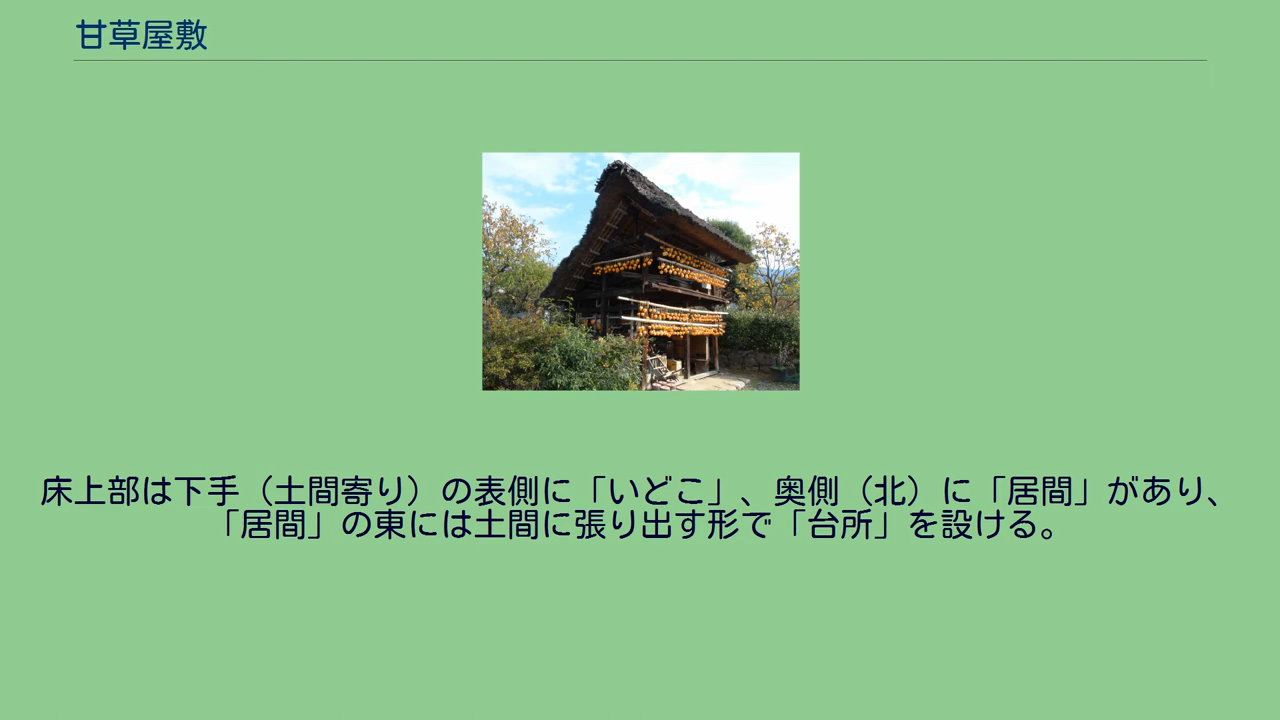 甘草屋敷
床上部は下手（土間寄り）の表側に「いどこ」、奥側（北）に「居間」があり、
「居間」の東には土間に張り出す形で「台所」を設ける。